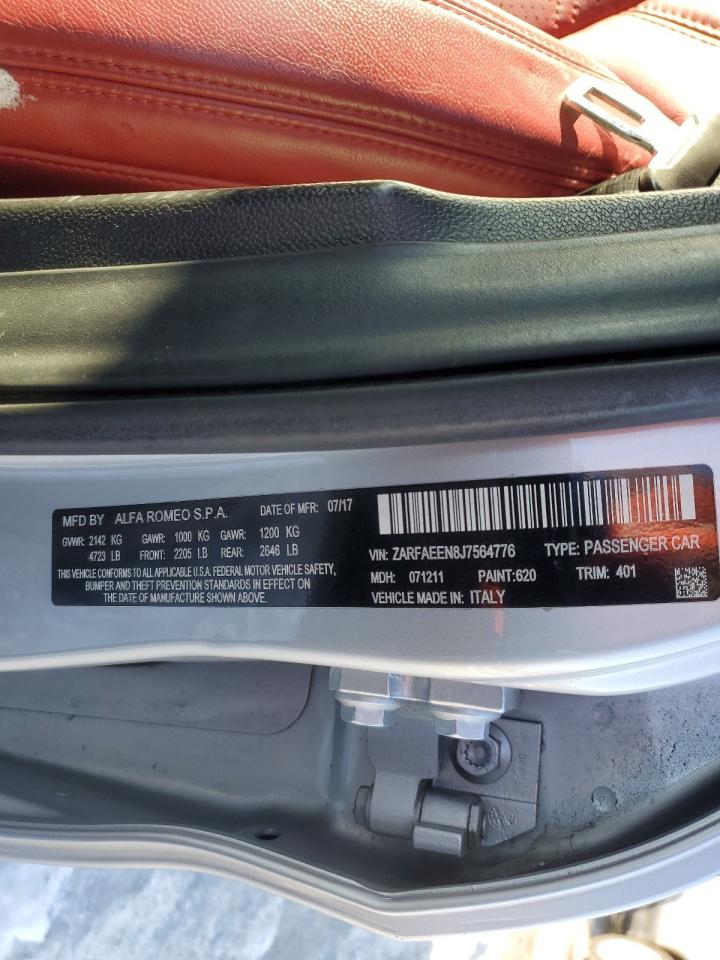 MFD BY ALFA ROMEO S.P.A. DATE OF MFR: 07/17
GVWR: 2142 KG GAWR: 1000 KG GAWR: 1200 KG
4723 LB FRONT: 2205 LB REAR: 2646 LB
THIS VEHICLE CONFORMS TO ALL APPLICABLE U.S.A. FEDERAL MOTOR VEHICLE SAFETY,
BUMPER AND THEFT PREVENTION STANDARDS IN EFFECT ON
THE DATE OF MANUFACTURE SHOWN ABOVE.
VIN: ZARFAEEN8J7564776 TYPE: PASSENGER CAR
MDH: 071211 PAINT:620 TRIM: 401
VEHICLE MADE IN: ITALY